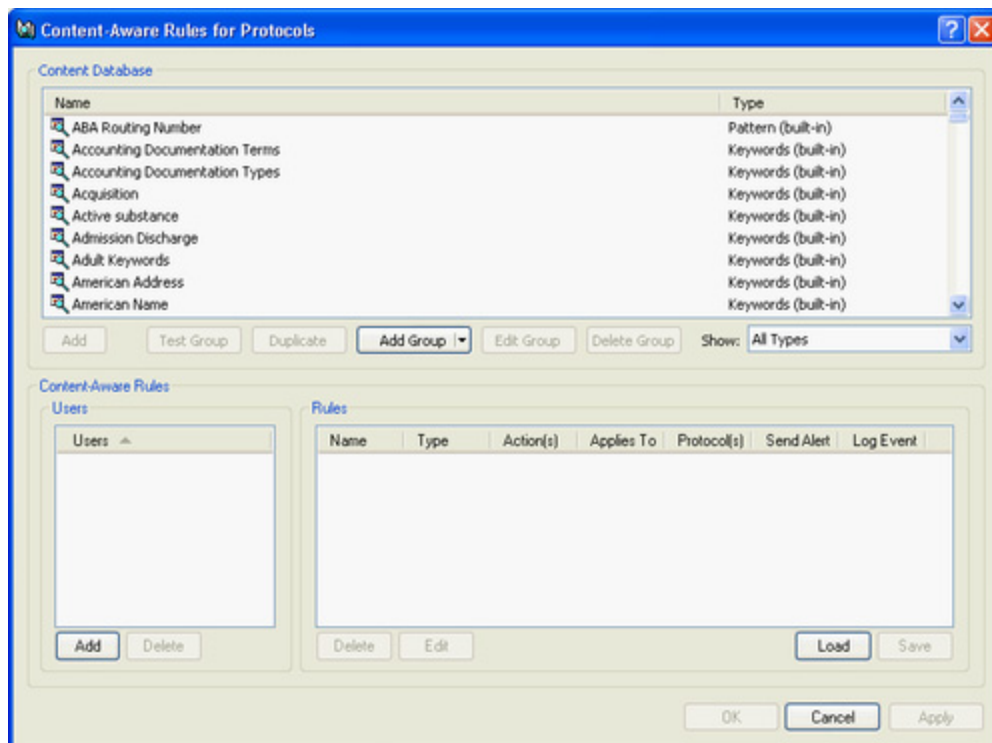 Content-Aware Rules for Protocols
Content Database
Name Type
ABA Routing Number Pattern (built-in)
Accounting Documentation Terms Keywords (built-in)
Accounting Documentation Types Keywords (built-in)
Acquisition Keywords (built-in)
Active substance Keywords (built-in)
Admission Discharge Keywords (built-in)
Adult Keywords Keywords (built-in)
American Address Keywords (built-in)
American Name Keywords (built-in)
Add Test Group Duplicate Add Group Edit Group Delete Group Show: All Types
Content-Aware Rules
Users Rules
Users Name Type Action(s) Applies To Protocol(s) Send Alert Log Event
Add Delete Delete Edit Load Save
OK Cancel Apply